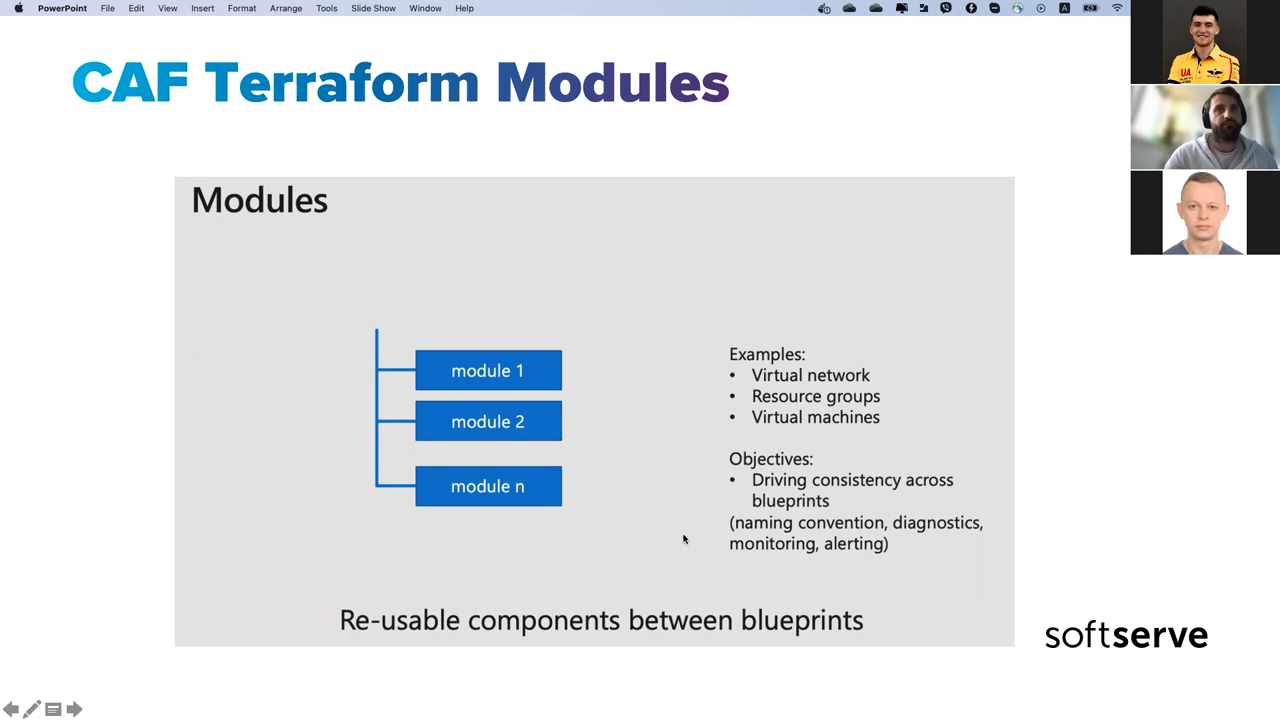 PowerPoint File Edit View Insert Format Arrange Tools Slide Show Window Help
CAF Terraform Modules
Modules
module 1
module 2
module n
Examples:
• Virtual network
• Resource groups
• Virtual machines
Objectives:
• Driving consistency across
blueprints
(naming convention, diagnostics,
monitoring, alerting)
Re-usable components between blueprints
softserve
UA